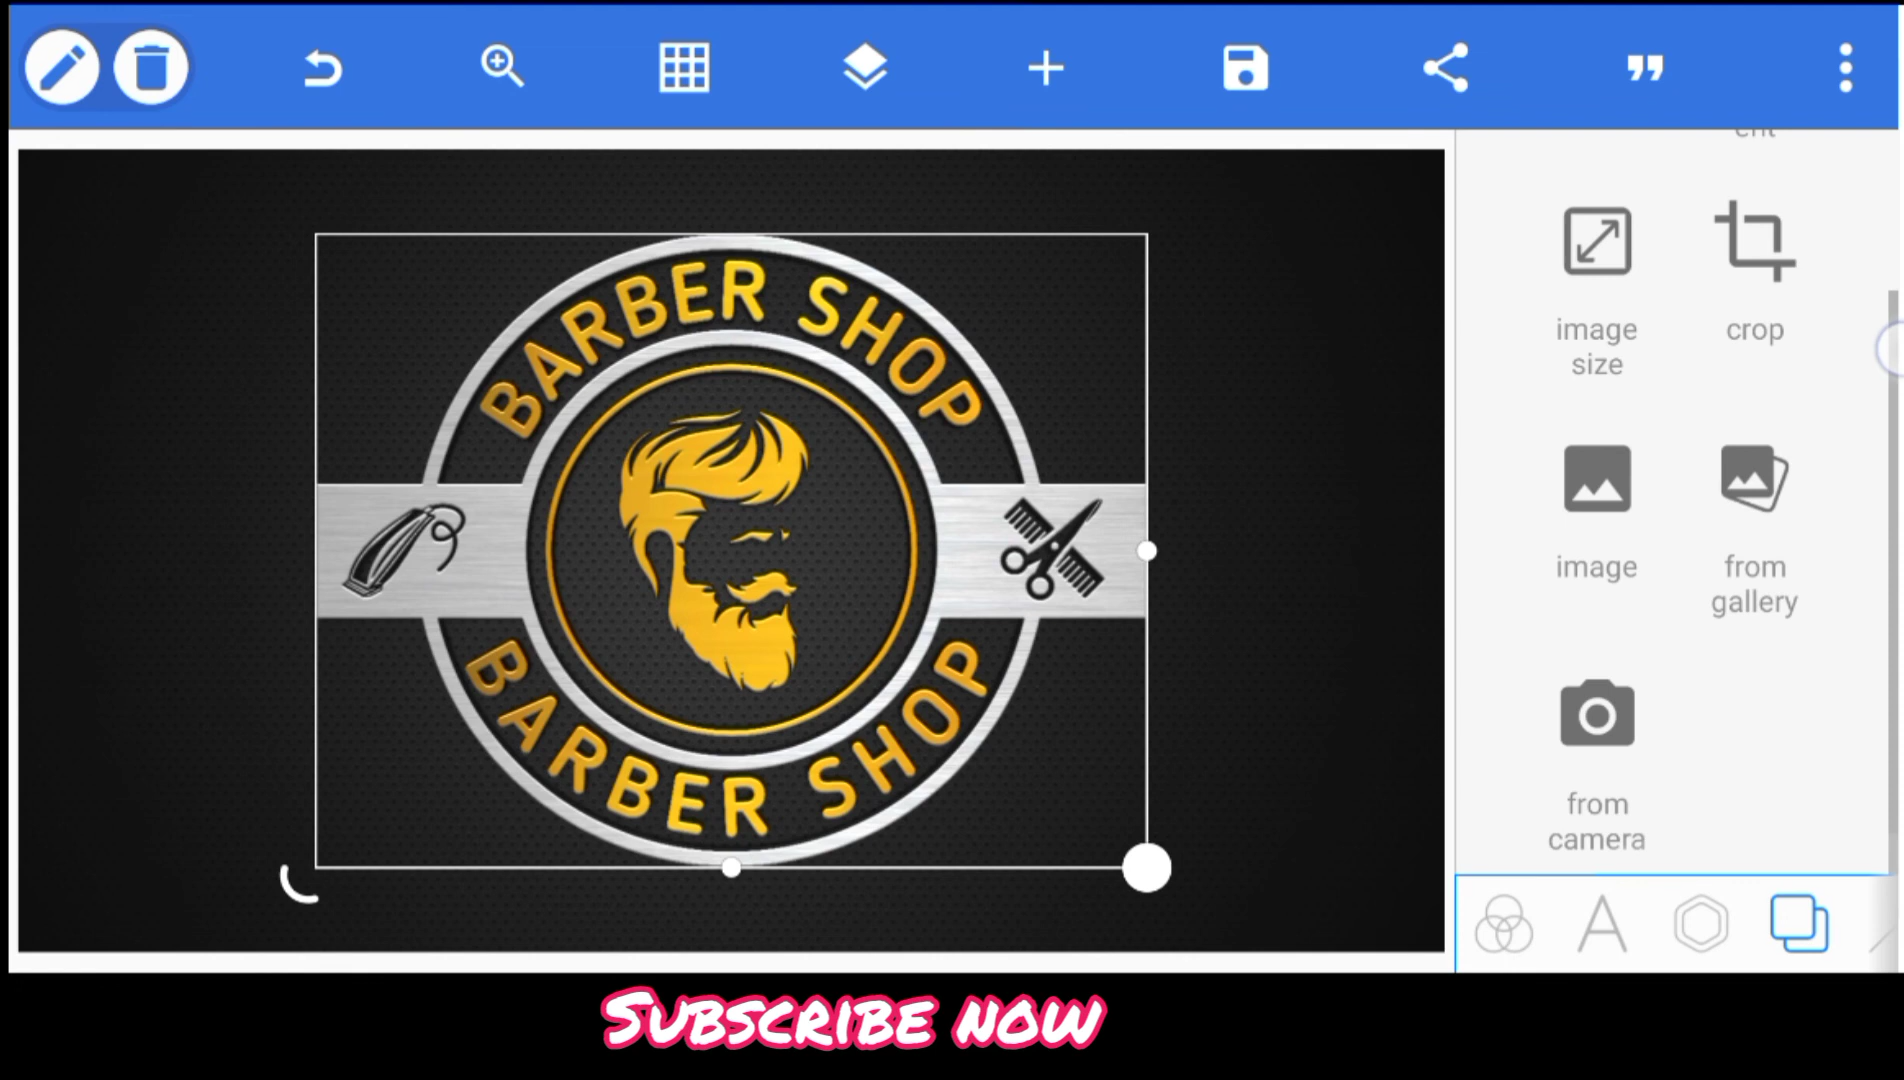 BARBER SHOP
BARBER SHOP
image
size
crop
image
from
gallery
from
camera
SUBSCRIBE NOW